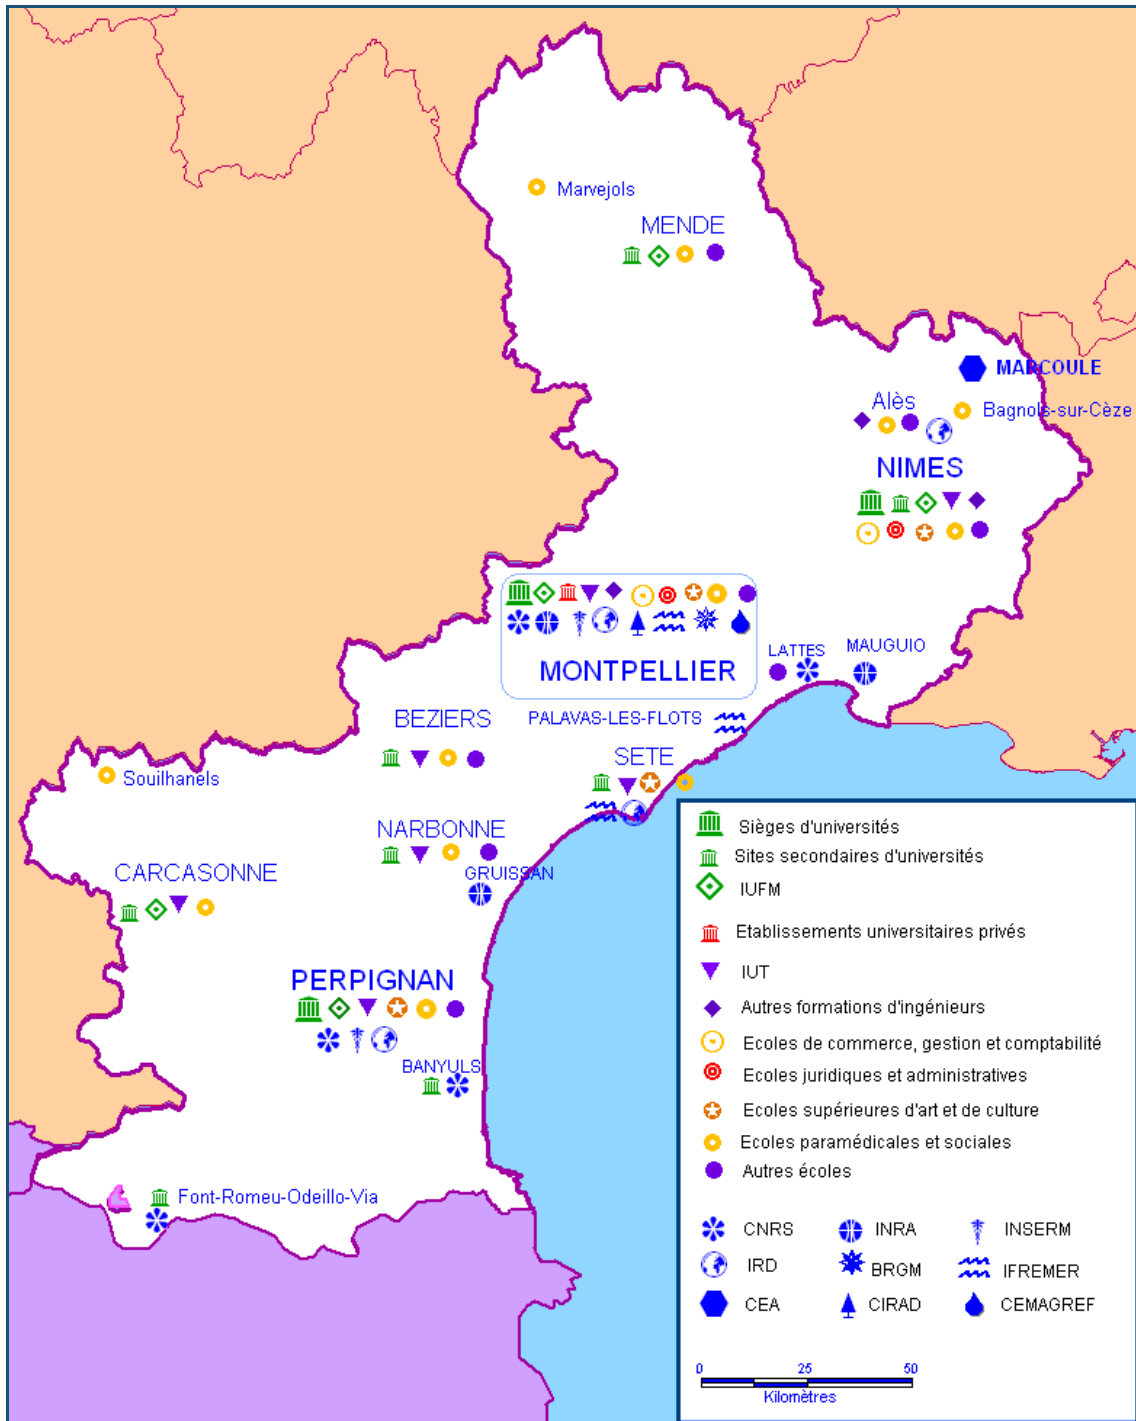 Marvejols
MENDE
MARCOULE
Alès
Bagnols-sur-Cèze
NIMES
MONTPELLIER
LATTES
MAUGUIO
BEZIERS
PALAVAS-LES-FLOTS
SETE
Souilhanels
NARBONNE
GRUISSAN
CARCASONNE
PERPIGNAN
BANYULS
Font-Romeu-Odeillo-Via
Sièges d'universités
Sites secondaires d'universités
IUFM
Etablissements universitaires privés
IUT
Autres formations d'ingénieurs
Ecoles de commerce, gestion et comptabilité
Ecoles juridiques et administratives
Ecoles supérieures d'art et de culture
Ecoles paramédicales et sociales
Autres écoles
CNRS INRA INSERM
IRD BRGM IFREMER
CEA CIRAD CEMAGREF
0 25 50
Kilomètres